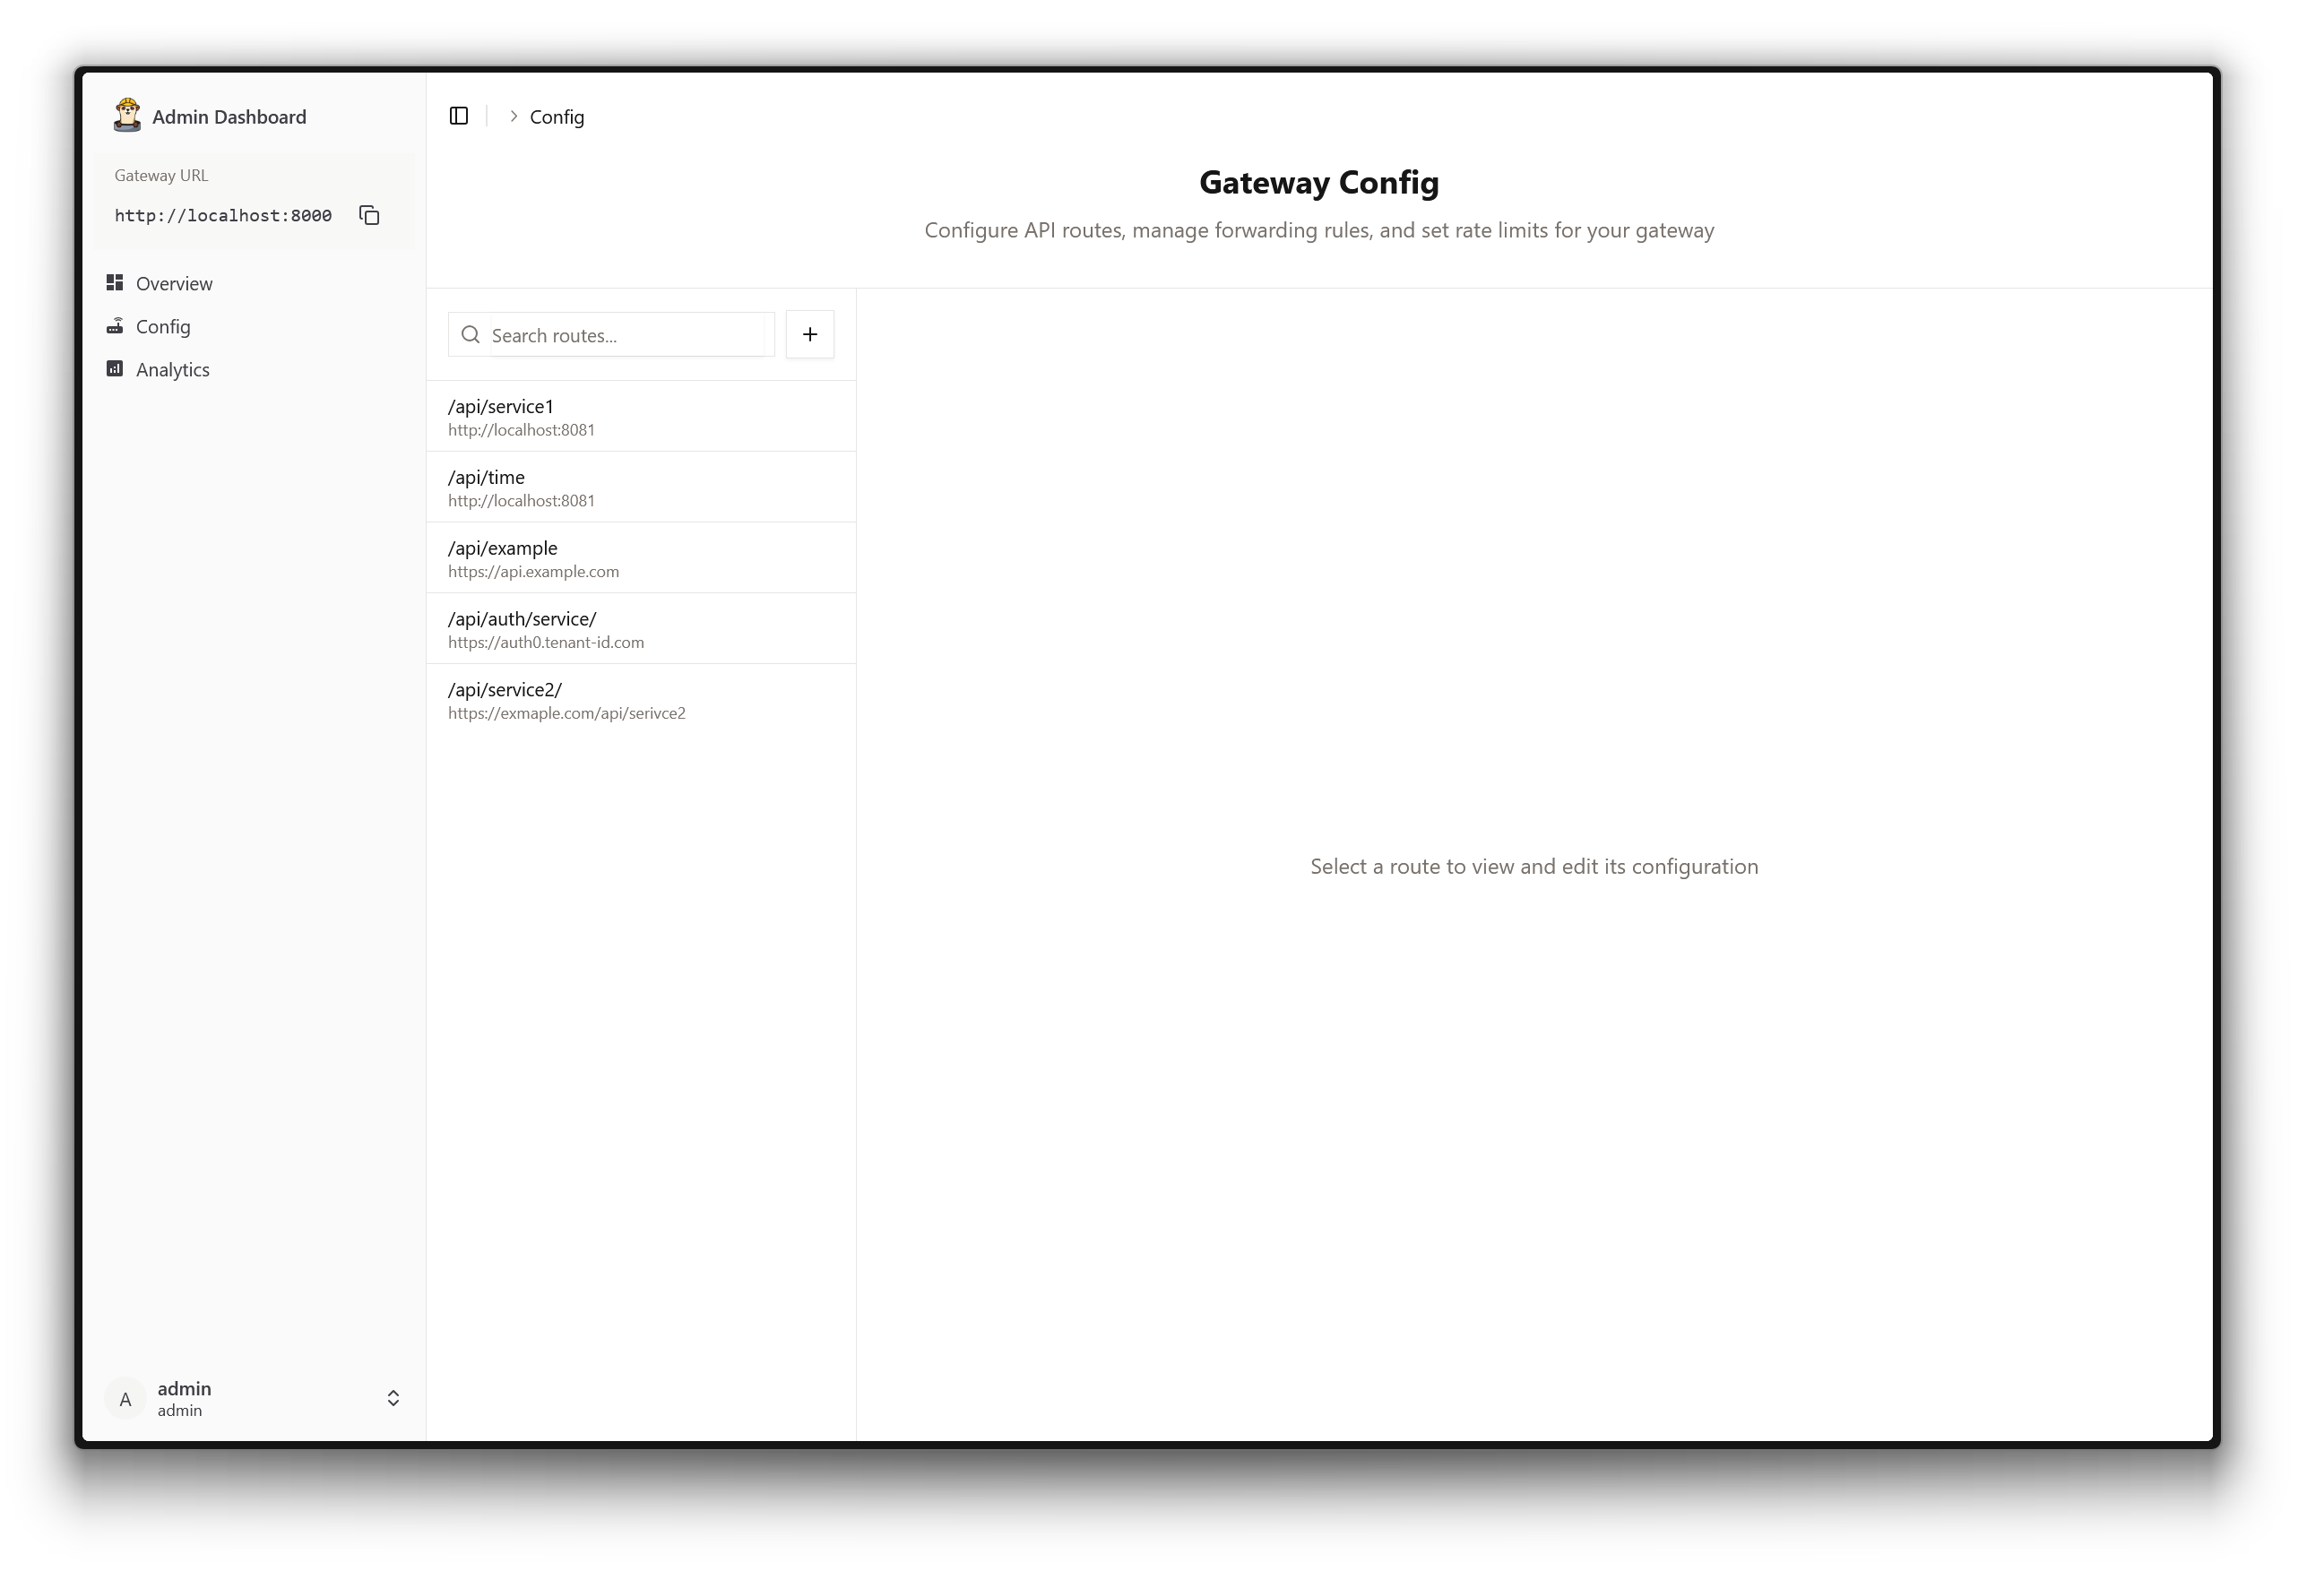 Admin Dashboard
Gateway URL
http://localhost:8000
Overview
Config
Analytics
admin
A
admin
Config
Gateway Config
Configure API routes, manage forwarding rules, and set rate limits for your gateway
Search routes...
/api/service1
http://localhost:8081
/api/time
http://localhost:8081
/api/example
https://api.example.com
/api/auth/service/
https://auth0.tenant-id.com
/api/service2/
https://exmaple.com/api/serivce2
Select a route to view and edit its configuration